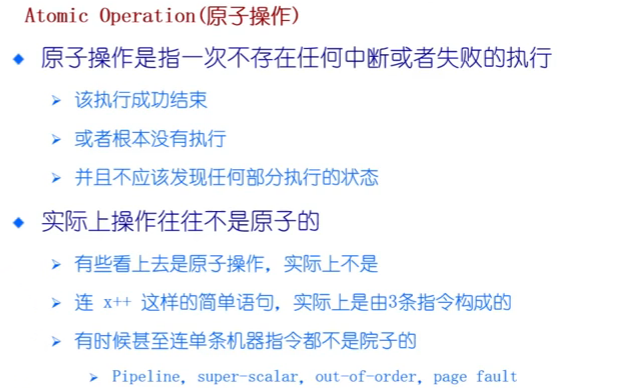 Atomic Operation(原子操作)
原子操作是指一次不存在任何中断或者失败的执行
该执行成功结束
或者根本没有执行
并且不应该发现任何部分执行的状态
实际上操作往往不是原子的
有些看上去是原子操作，实际上不是
连 x++ 这样的简单语句，实际上是由3条指令构成的
有时候甚至连单条机器指令都不是院子的
Pipeline, super-scalar, out-of-order, page fault